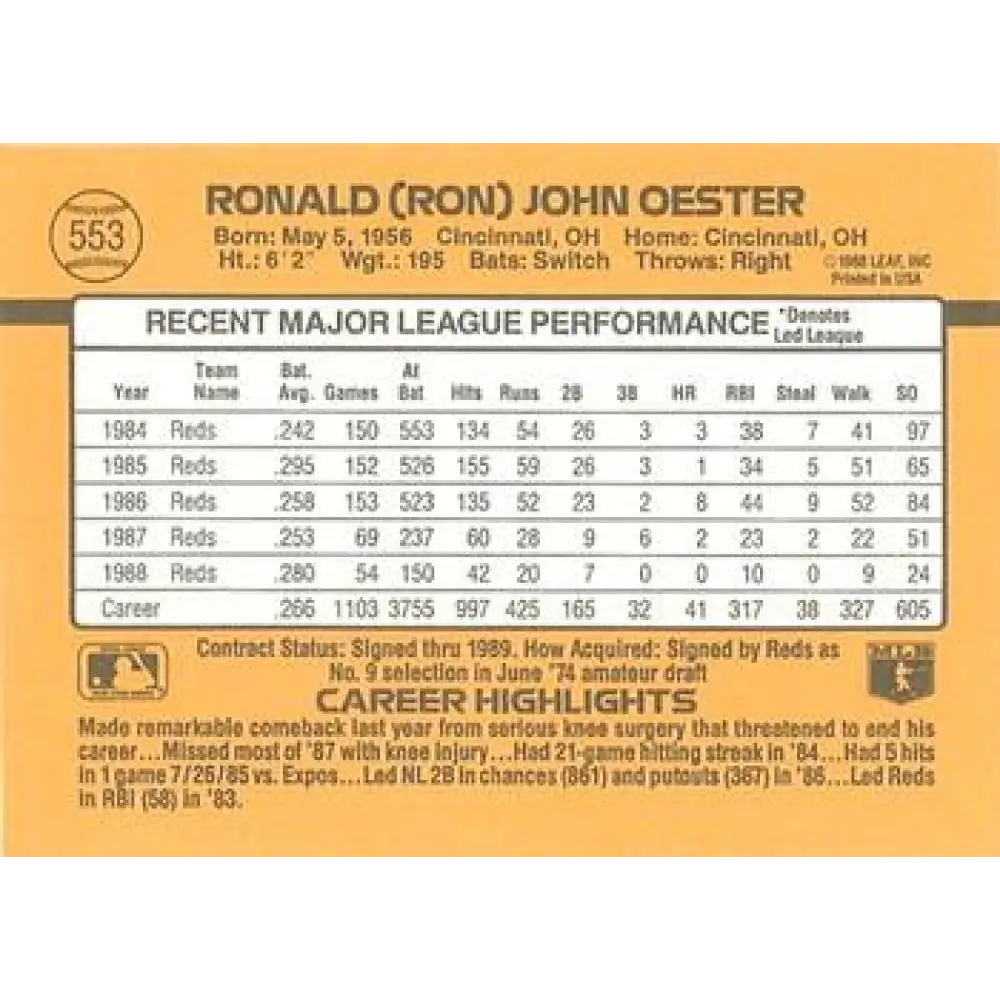 553
RONALD (RON) JOHN OESTER
Born: May 5, 1956 Cincinnati, OH Home: Cincinnati, OH
Ht.: 6'2" Wgt.: 195 Bats: Switch Throws: Right © 1988 LEAF, INC
Printed in USA
RECENT MAJOR LEAGUE PERFORMANCE *Denotes Led League
Year Team Name Bat. Avg. Games At Bat Hits Runs 2B 3B HR RBI Steal Walk SO
1984 Reds .242 150 553 134 54 26 3 3 38 7 41 97
1985 Reds .295 152 526 155 59 26 3 1 34 5 51 65
1986 Reds .258 153 523 135 52 23 2 8 44 9 52 84
1987 Reds .253 69 237 60 28 9 6 2 23 2 22 51
1988 Reds .280 54 150 42 20 7 0 0 10 0 9 24
Career .266 1103 3755 997 425 165 32 41 317 38 327 605
Contract Status: Signed thru 1989. How Acquired: Signed by Reds as
No. 9 selection in June '74 amateur draft
MLB
CAREER HIGHLIGHTS
Made remarkable comeback last year from serious knee surgery that threatened to end his
career...Missed most of '87 with knee injury...Had 21-game hitting streak in '84...Had 5 hits
in 1 game 7/26/85 vs. Expos...Led NL 2B in chances (861) and putouts (367) in '86...Led Reds
in RBI (58) in '83.